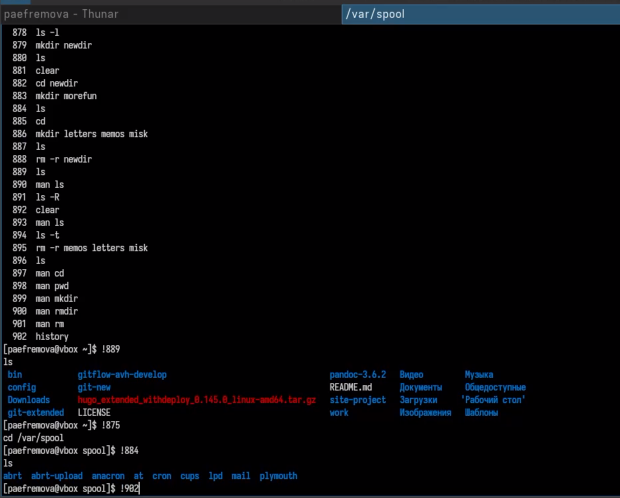 paefremova - Thunar
/var/spool
878 ls -l
879 mkdir newdir
880 ls
881 clear
882 cd newdir
883 mkdir morefun
884 ls
885 cd
886 mkdir letters memos misk
887 ls
888 rm -r newdir
889 ls
890 man ls
891 ls -R
892 clear
893 man ls
894 ls -t
895 rm -r memos letters misk
896 ls
897 man cd
898 man pwd
899 man mkdir
900 man rmdir
901 man rm
902 history
[paefremova@vbox ~]$ !889
ls
bin gitflow-avh-develop pandoc-3.6.2 Видео Музыка
config git-new README.md Документы Общедоступные
Downloads hugo_extended_withdeploy_0.145.0_linux-amd64.tar.gz site-project Загрузки 'Рабочий стол'
git-extended LICENSE work Изображения Шаблоны
[paefremova@vbox ~]$ !875
cd /var/spool
[paefremova@vbox spool]$ !884
ls
abrt abrt-upload anacron at cron cups lpd mail plymouth
[paefremova@vbox spool]$ !902